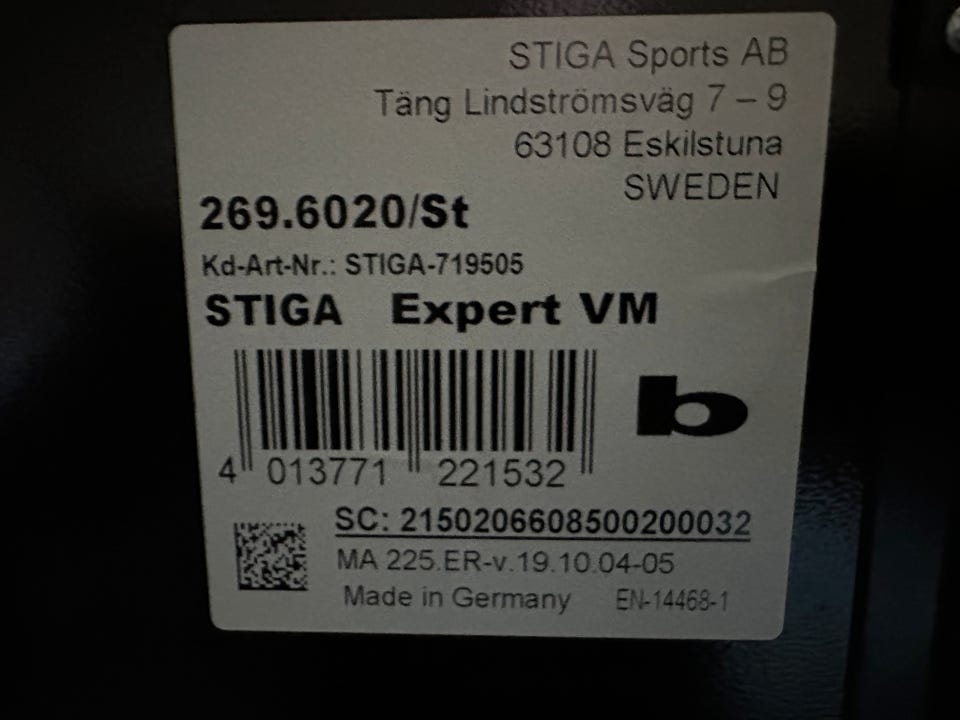 STIGA Sports AB
Täng Lindströmsväg 7 – 9
63108 Eskilstuna
SWEDEN
269.6020/St
Kd-Art-Nr.: STIGA-719505
STIGA Expert VM
b
4 013771 221532
SC: 2150206608500200032
MA 225.ER-v.19.10.04-05
Made in Germany EN-14468-1